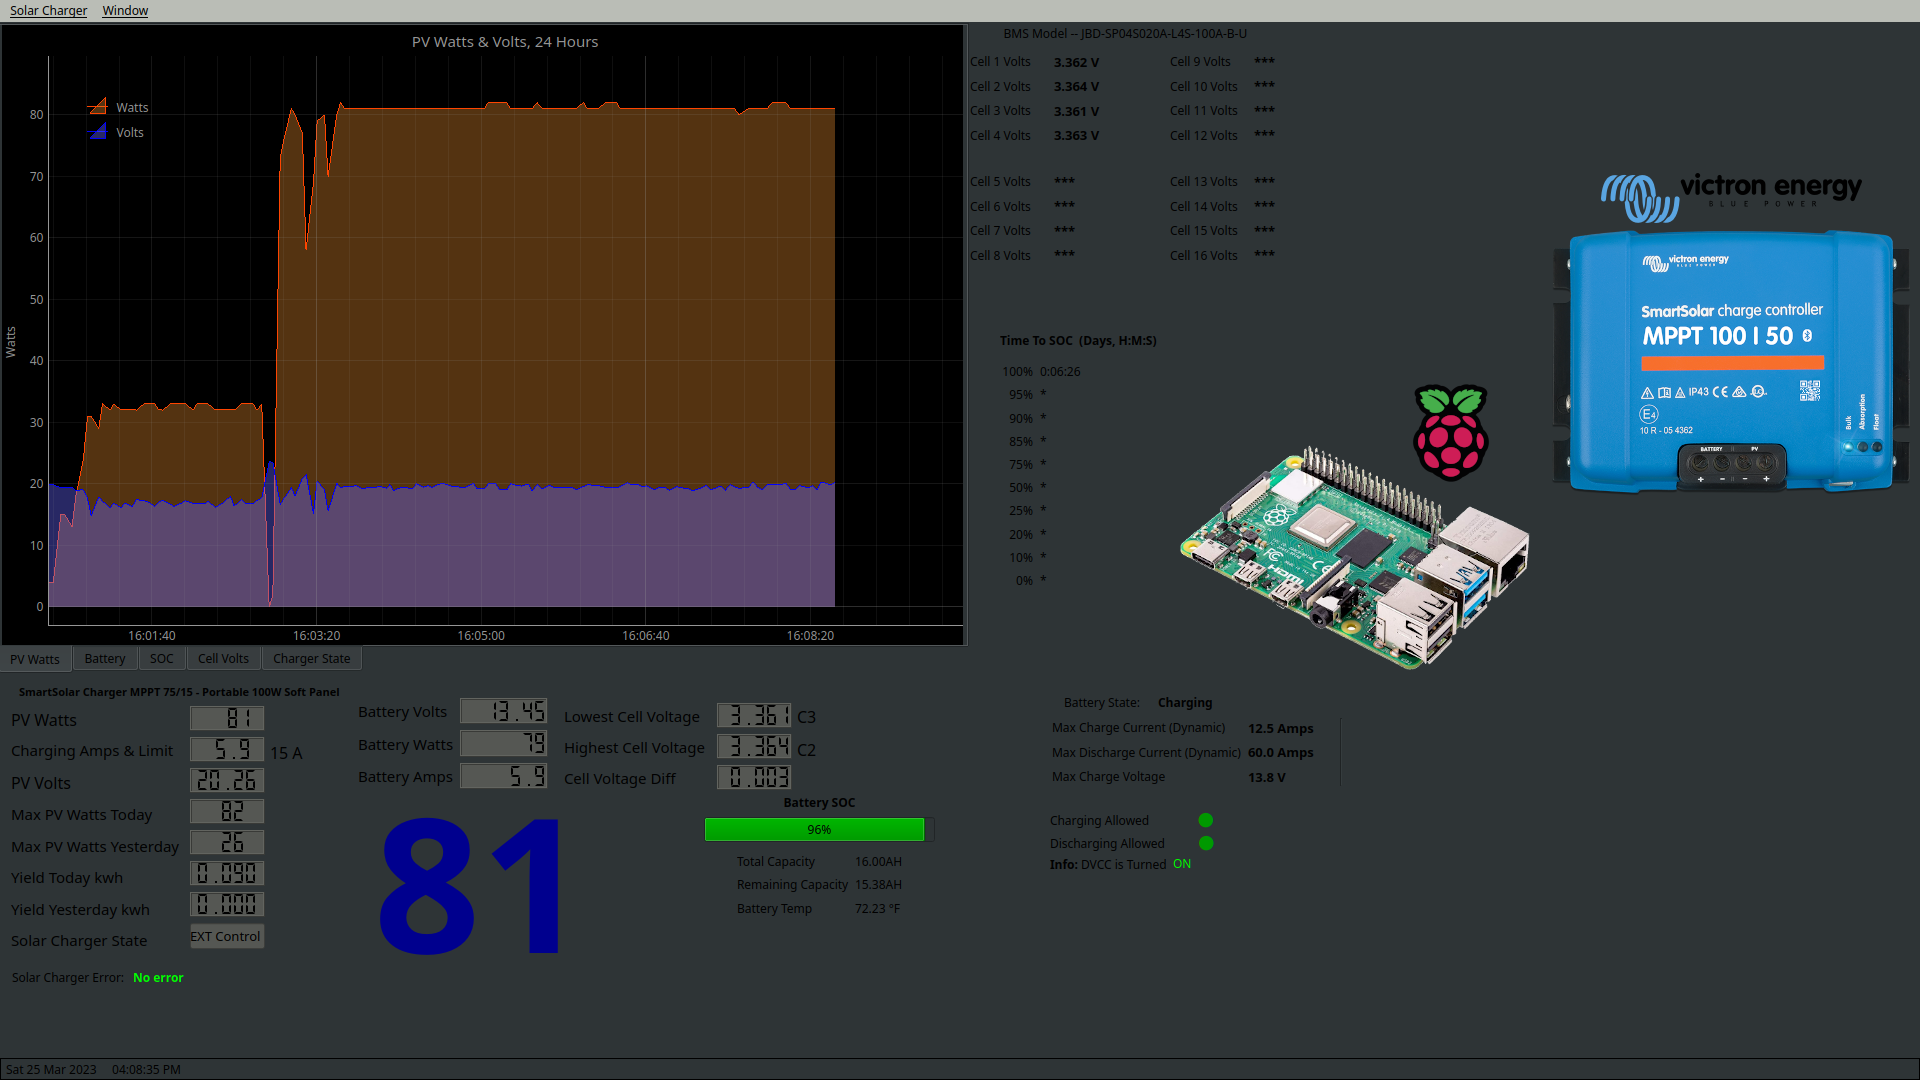 Solar Charger Window
PV Watts & Volts, 24 Hours
Watts
Volts
Watts
80
70
60
50
40
30
20
10
0
16:01:40 16:03:20 16:05:00 16:06:40 16:08:20
PV Watts Battery SOC Cell Volts Charger State
BMS Model -- JBD-SP04S020A-L4S-100A-B-U
Cell 1 Volts 3.362 V Cell 9 Volts ***
Cell 2 Volts 3.364 V Cell 10 Volts ***
Cell 3 Volts 3.361 V Cell 11 Volts ***
Cell 4 Volts 3.363 V Cell 12 Volts ***
Cell 5 Volts *** Cell 13 Volts ***
Cell 6 Volts *** Cell 14 Volts ***
Cell 7 Volts *** Cell 15 Volts ***
Cell 8 Volts *** Cell 16 Volts ***
Time To SOC (Days, H:M:S)
100% 0:06:26
95% *
90% *
85% *
75% *
50% *
25% *
20% *
10% *
0% *
victron energy
BLUE POWER
victron energy
BLUE POWER
SmartSolar charge controller
MPPT 100 | 50
IP43 CE
E4
10 R - 05 4362
Bulk
Absorption
Float
BATTERY PV
+ − − +
FC CE
HDMI
SmartSolar Charger MPPT 75/15 - Portable 100W Soft Panel
PV Watts 81
Charging Amps & Limit 5.9 15 A
PV Volts 20.26
Max PV Watts Today 82
Max PV Watts Yesterday 26
Yield Today kwh 0.090
Yield Yesterday kwh 0.000
Solar Charger State EXT Control
Solar Charger Error: No error
Battery Volts 13.45
Battery Watts 79
Battery Amps 5.9
81
Lowest Cell Voltage 3.361 C3
Highest Cell Voltage 3.364 C2
Cell Voltage Diff 0.003
Battery SOC
96%
Total Capacity 16.00AH
Remaining Capacity 15.38AH
Battery Temp 72.23 °F
Battery State: Charging
Max Charge Current (Dynamic) 12.5 Amps
Max Discharge Current (Dynamic) 60.0 Amps
Max Charge Voltage 13.8 V
Charging Allowed
Discharging Allowed
Info: DVCC is Turned ON
Sat 25 Mar 2023 04:08:35 PM